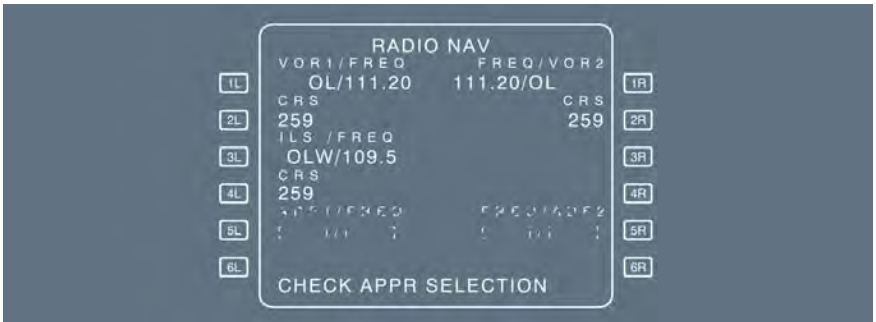 RADIO NAV
VOR1/FREQ FREQ/VOR2
1L OL/111.20 111.20/OL 1R
CRS CRS
2L 259 259 2R
ILS /FREQ
3L OLW/109.5 3R
CRS
4L 259 4R
5L 5R
6L 6R
CHECK APPR SELECTION